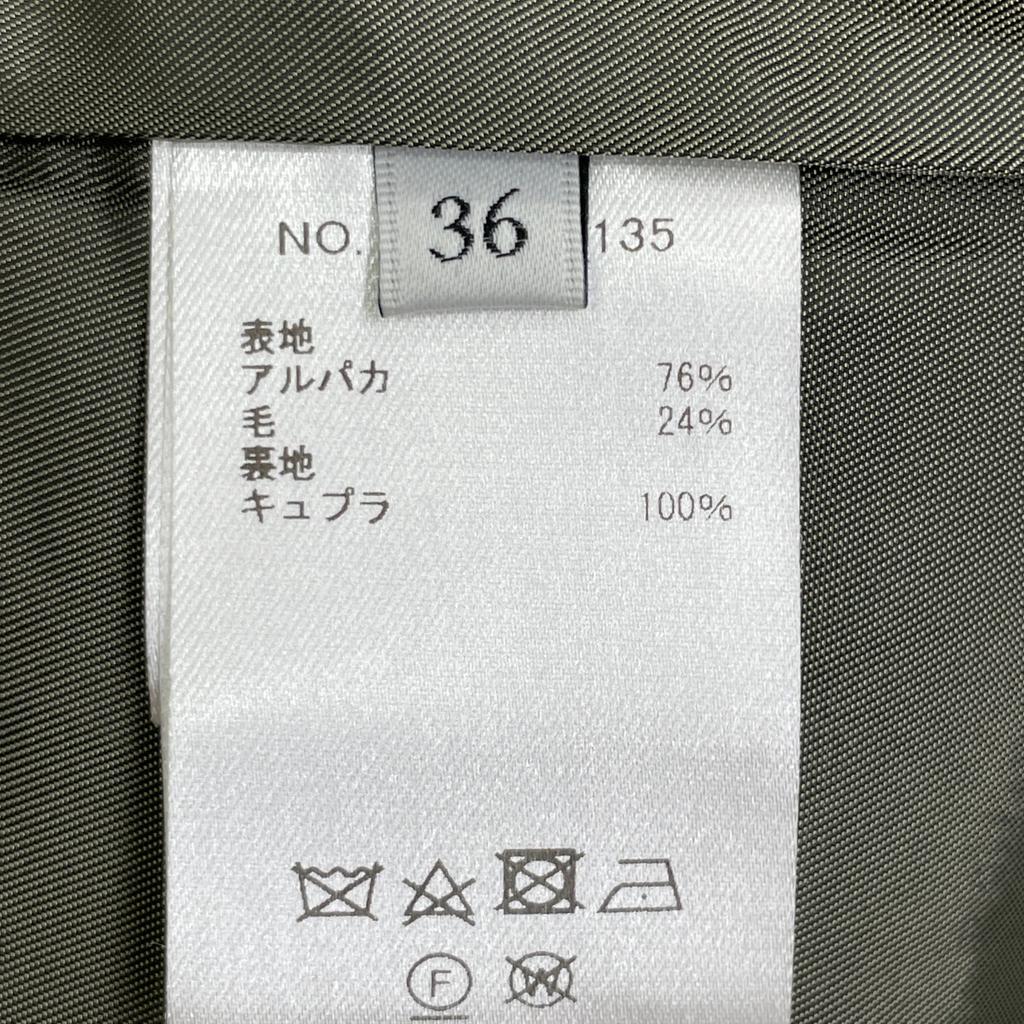 NO. 36 135
表地
アルパカ 76%
毛 24%
裏地
キュプラ 100%
F W